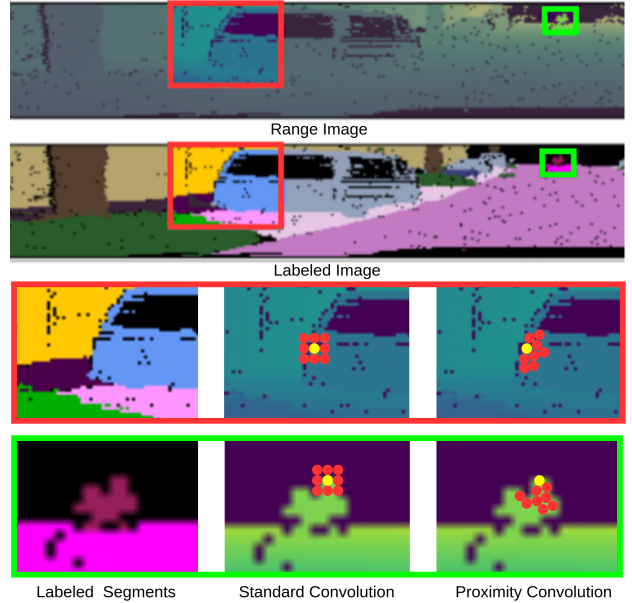 Range Image
Labeled Image
Labeled Segments
Standard Convolution
Proximity Convolution